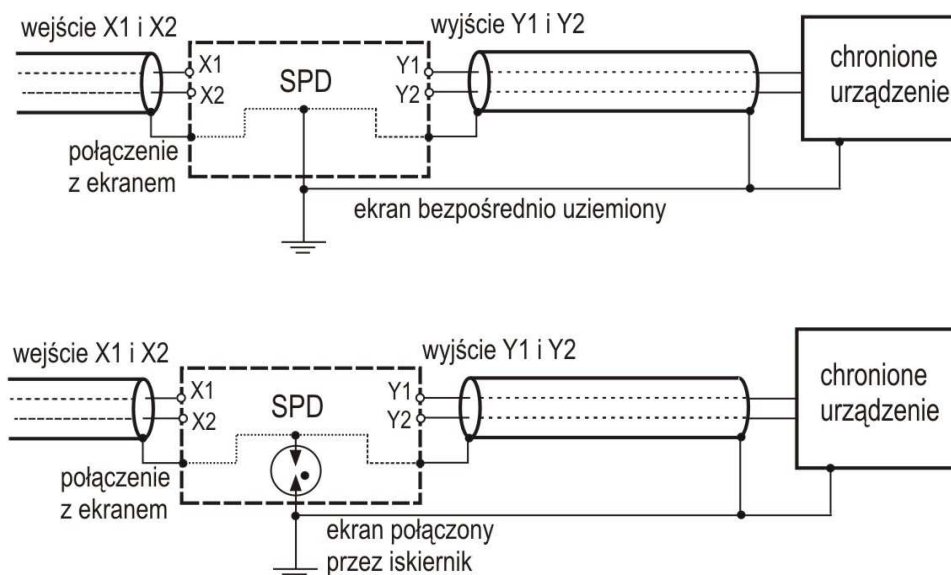 wejście X1 i X2
wyjście Y1 i Y2
chronione
urządzenie
X1
X2
SPD
Y1
Y2
połączenie
z ekranem
ekran bezpośrednio uziemiony
wejście X1 i X2
wyjście Y1 i Y2
chronione
urządzenie
X1
X2
SPD
Y1
Y2
połączenie
z ekranem
ekran połączony
przez iskiernik